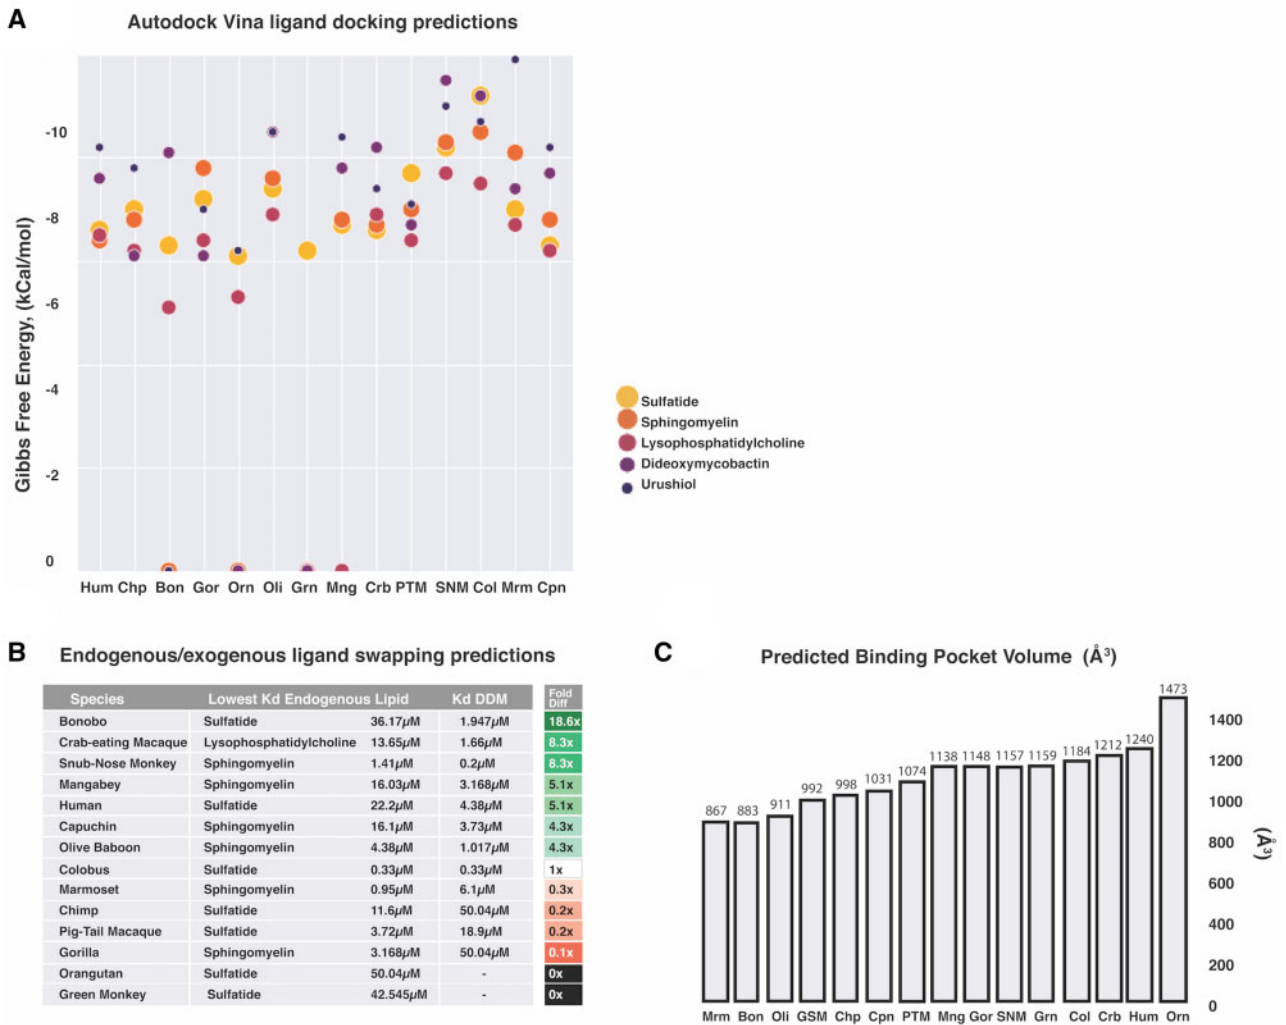 A
Autodock Vina ligand docking predictions
Gibbs Free Energy, (kCal/mol)
-10
-8
-6
-4
-2
0
Hum Chp Bon Gor Orn Oli Grn Mng Crb PTM SNM Col Mrm Cpn
Sulfatide
Sphingomyelin
Lysophosphatidylcholine
Dideoxymycobactin
Urushiol
B
Endogenous/exogenous ligand swapping predictions
Species Lowest Kd Endogenous Lipid Kd DDM Fold Diff
Bonobo Sulfatide 36.17µM 1.947µM 18.6x
Crab-eating Macaque Lysophosphatidylcholine 13.65µM 1.66µM 8.3x
Snub-Nose Monkey Sphingomyelin 1.41µM 0.2µM 8.3x
Mangabey Sphingomyelin 16.03µM 3.168µM 5.1x
Human Sulfatide 22.2µM 4.38µM 5.1x
Capuchin Sphingomyelin 16.1µM 3.73µM 4.3x
Olive Baboon Sphingomyelin 4.38µM 1.017µM 4.3x
Colobus Sulfatide 0.33µM 0.33µM 1x
Marmoset Sphingomyelin 0.95µM 6.1µM 0.3x
Chimp Sulfatide 11.6µM 50.04µM 0.2x
Pig-Tail Macaque Sulfatide 3.72µM 18.9µM 0.2x
Gorilla Sphingomyelin 3.168µM 50.04µM 0.1x
Orangutan Sulfatide 50.04µM - 0x
Green Monkey Sulfatide 42.545µM - 0x
C
Predicted Binding Pocket Volume (Å³)
867 883 911 992 998 1031 1074 1138 1148 1157 1159 1184 1212 1240 1473
1400
1200
1000
800
600
400
200
0
(Å³)
Mrm Bon Oli GSM Chp Cpn PTM Mng Gor SNM Grn Col Crb Hum Orn